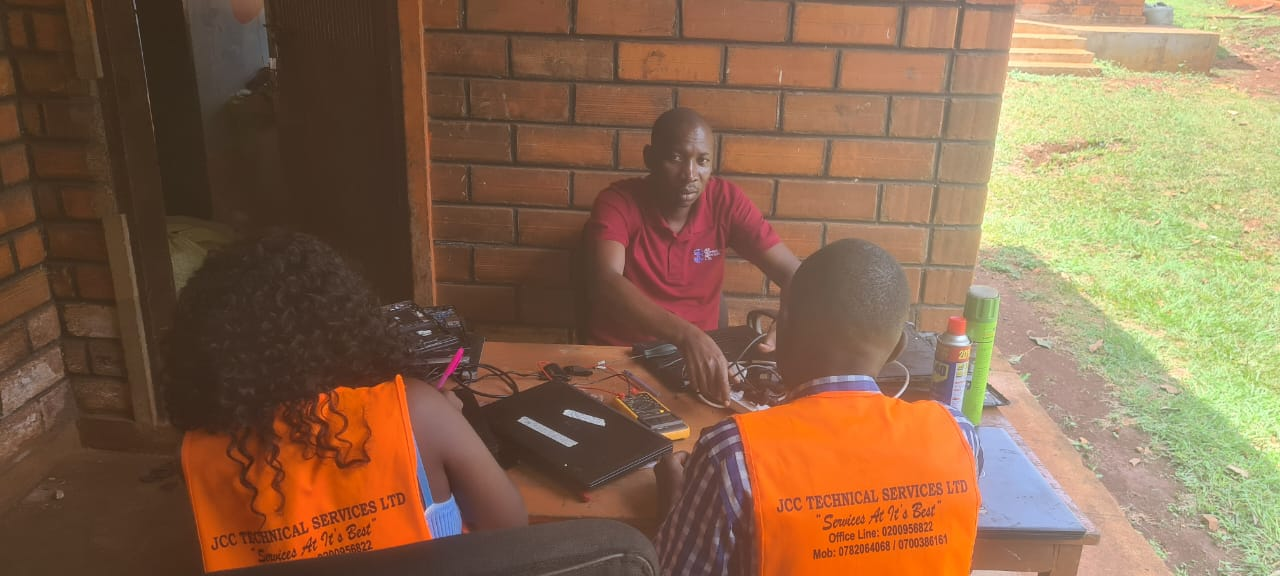 JCC TECHNICAL SERVICES LTD
"Services At It's Best"
0200956822
JCC TECHNICAL SERVICES LTD
"Services At It's Best"
Office Line: 0200956822
Mob: 0782064068 / 0700386161